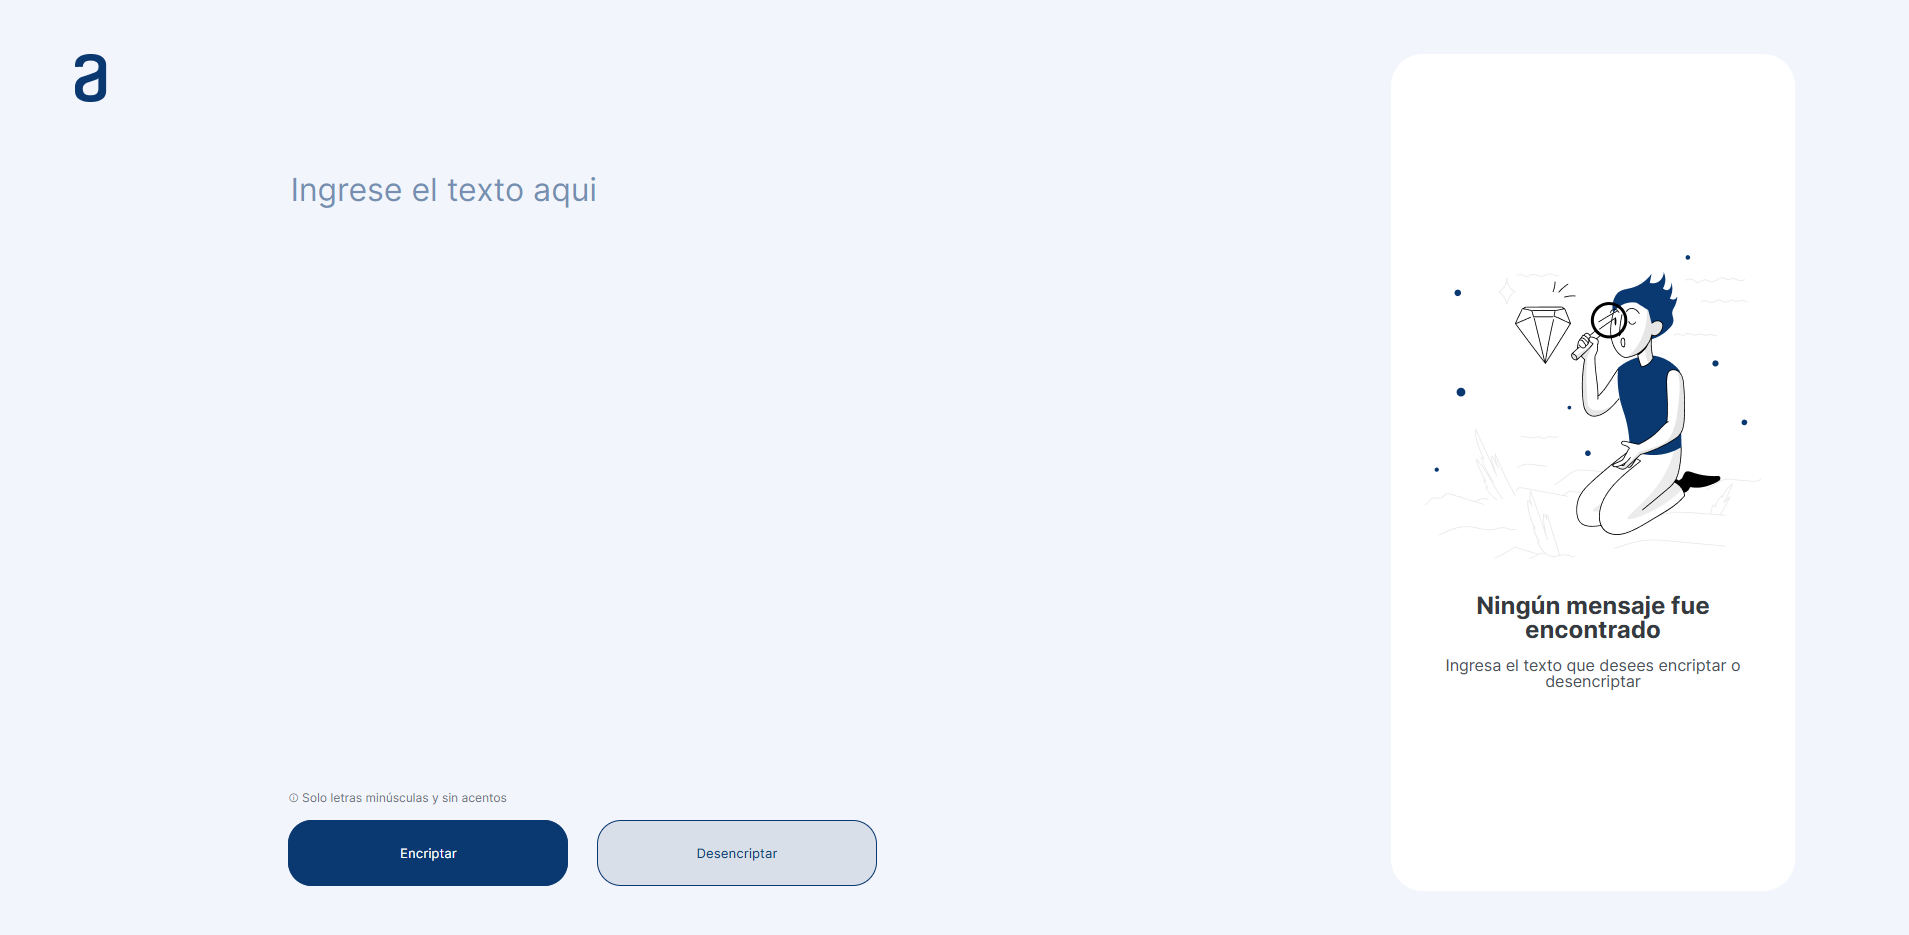 a
Ingrese el texto aqui
Solo letras minúsculas y sin acentos
Encriptar
Desencriptar
Ningún mensaje fue
encontrado
Ingresa el texto que desees encriptar o
desencriptar